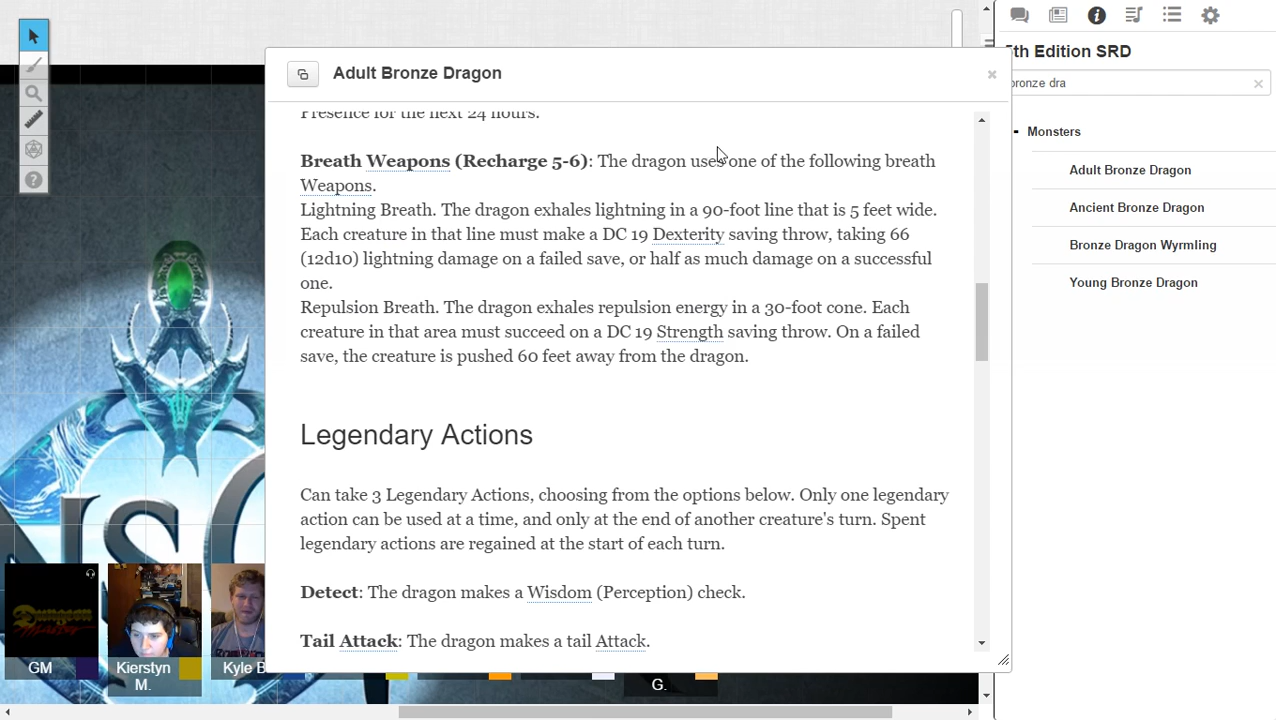 5th Edition SRD
Adult Bronze Dragon
bronze dra
Monsters
Adult Bronze Dragon
Ancient Bronze Dragon
Bronze Dragon Wyrmling
Young Bronze Dragon
Presence for the next 24 hours.
Breath Weapons (Recharge 5-6): The dragon uses one of the following breath
Weapons.
Lightning Breath. The dragon exhales lightning in a 90-foot line that is 5 feet wide.
Each creature in that line must make a DC 19 Dexterity saving throw, taking 66
(12d10) lightning damage on a failed save, or half as much damage on a successful
one.
Repulsion Breath. The dragon exhales repulsion energy in a 30-foot cone. Each
creature in that area must succeed on a DC 19 Strength saving throw. On a failed
save, the creature is pushed 60 feet away from the dragon.
Legendary Actions
Can take 3 Legendary Actions, choosing from the options below. Only one legendary
action can be used at a time, and only at the end of another creature's turn. Spent
legendary actions are regained at the start of each turn.
Detect: The dragon makes a Wisdom (Perception) check.
Tail Attack: The dragon makes a tail Attack.
NSC
Dungeon
Master
GM
Kierstyn
M.
Kyle B
G.